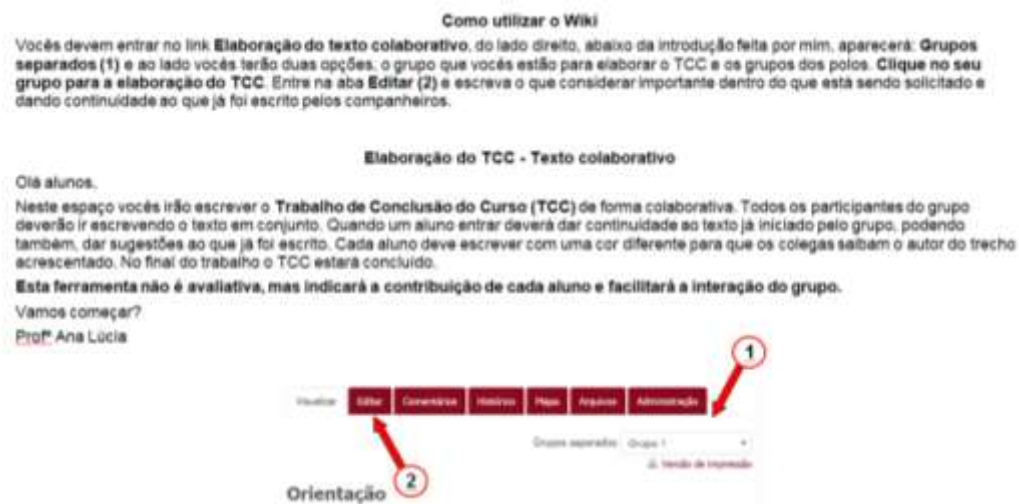 Como utilizar o Wiki
Vocês devem entrar no link Elaboração do texto colaborativo, do lado direito, abaixo da introdução feita por mim, aparecerá: Grupos
separados (1) e ao lado vocês terão duas opções, o grupo que vocês estão para elaborar o TCC e os grupos dos polos. Clique no seu
grupo para a elaboração do TCC. Entre na aba Editar (2) e escreva o que considerar importante dentro do que está sendo solicitado e
dando continuidade ao que já foi escrito pelos companheiros.
Elaboração do TCC - Texto colaborativo
Olá alunos,
Neste espaço vocês irão escrever o Trabalho de Conclusão do Curso (TCC) de forma colaborativa. Todos os participantes do grupo
deverão ir escrevendo o texto em conjunto. Quando um aluno entrar deverá dar continuidade ao texto já iniciado pelo grupo, podendo
também, dar sugestões ao que já foi escrito. Cada aluno deve escrever com uma cor diferente para que os colegas saibam o autor do trecho
acrescentado. No final do trabalho o TCC estará concluído.
Esta ferramenta não é avaliativa, mas indicará a contribuição de cada aluno e facilitará a interação do grupo.
Vamos começar?
Profª Ana Lúcia
1
Visualizar Editar Comentários Histórico Mapa Arquivos Administração
Grupos separados Grupo 1
Versão de impressão
2
Orientação